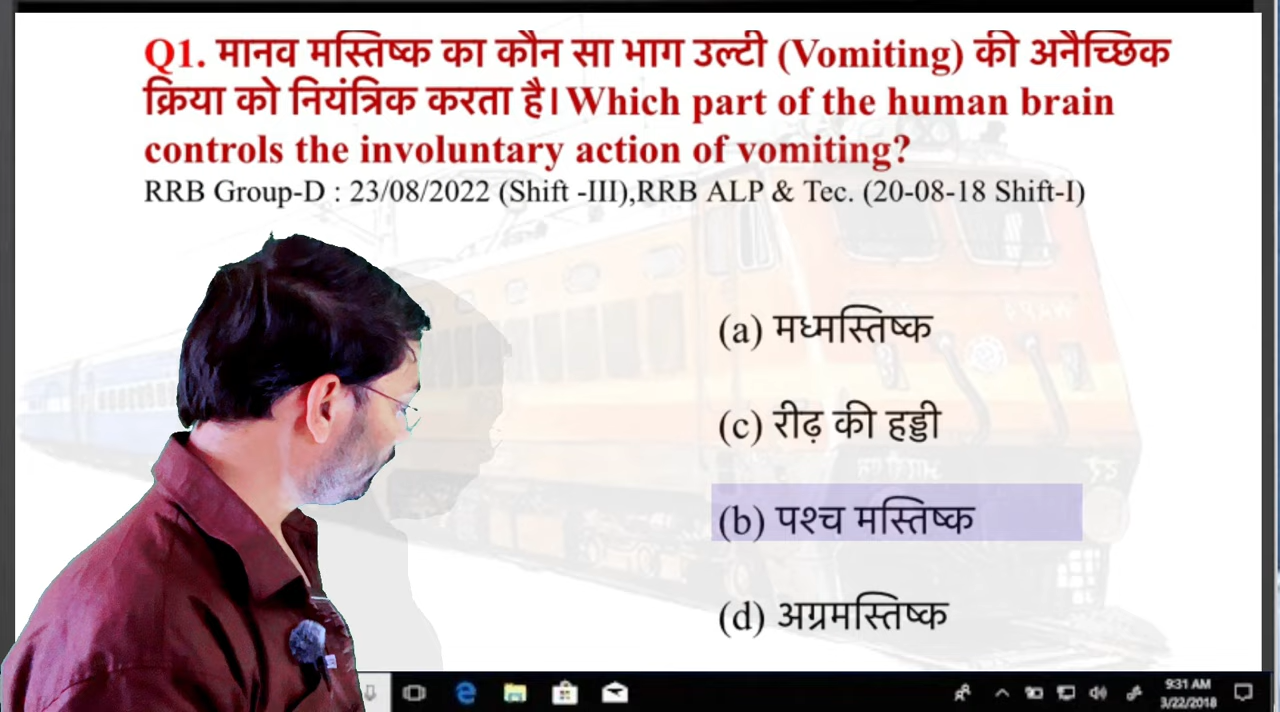 Q1. मानव मस्तिष्क का कौन सा भाग उल्टी (Vomiting) की अनैच्छिक
क्रिया को नियंत्रिक करता है। Which part of the human brain
controls the involuntary action of vomiting?
RRB Group-D : 23/08/2022 (Shift -III),RRB ALP & Tec. (20-08-18 Shift-I)
(a) मध्मस्तिष्क
(c) रीढ़ की हड्डी
(b) पश्च मस्तिष्क
(d) अग्रमस्तिष्क
9:31 AM
3/22/2018